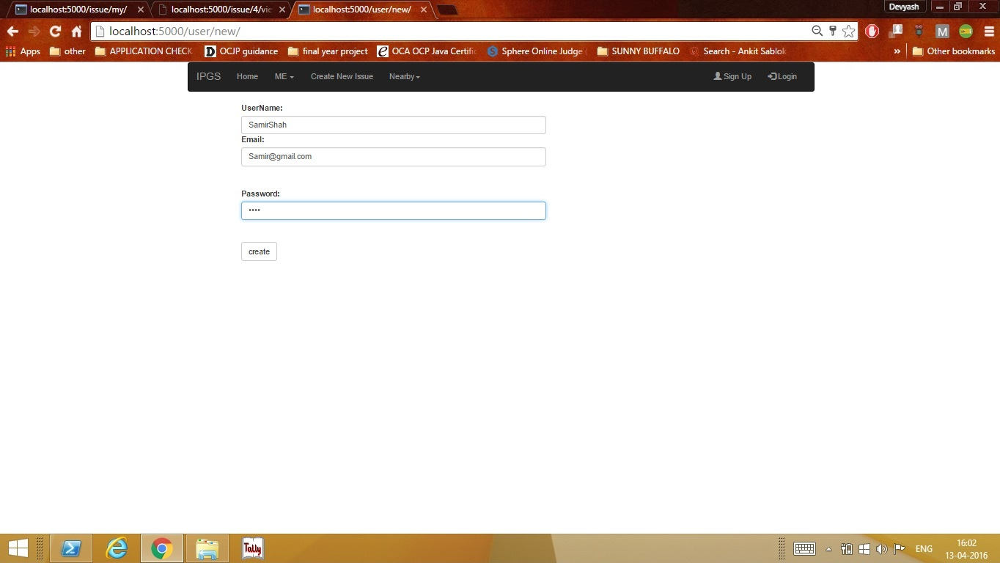 localhost:5000/issue/my/ localhost:5000/issue/4/vie localhost:5000/user/new/ Devyash
localhost:5000/user/new/ M
Apps other APPLICATION CHECK D OCJP guidance final year project e OCA OCP Java Certific S Sphere Online Judge SUNNY BUFFALO Search - Ankit Sablok » Other bookmarks
IPGS Home ME Create New Issue Nearby Sign Up Login
UserName:
SamirShah
Email:
Samir@gmail.com
Password:
••••
create
Tally ENG 16:02
13-04-2016